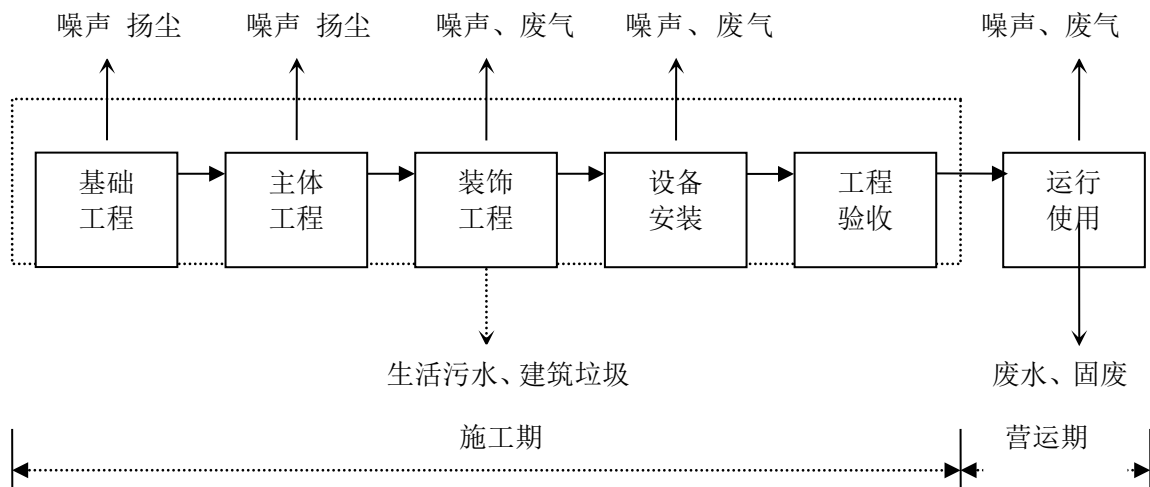 噪声 扬尘
噪声 扬尘
噪声、废气
噪声、废气
噪声、废气
基础
工程
主体
工程
装饰
工程
设备
安装
工程
验收
运行
使用
生活污水、建筑垃圾
废水、固废
施工期
营运期